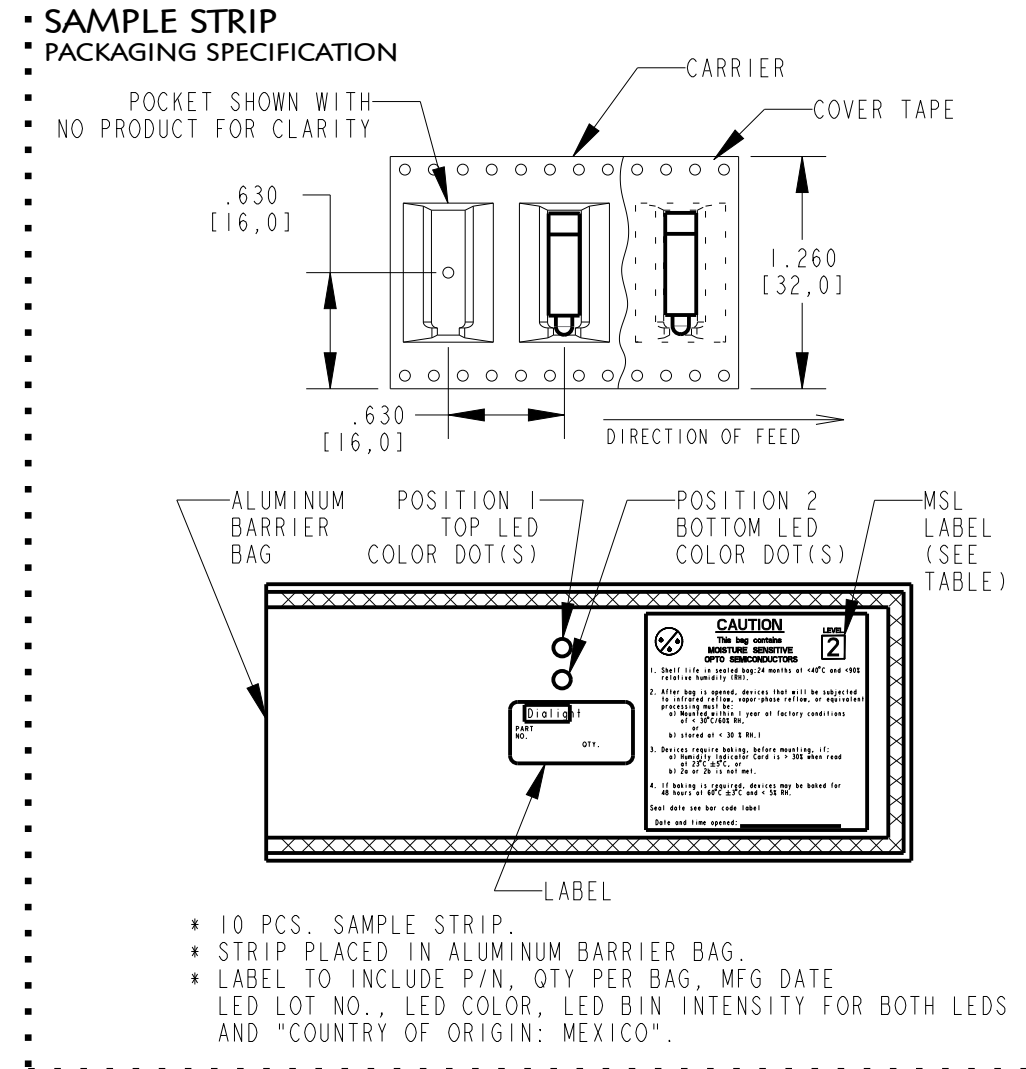 SAMPLE STRIP
PACKAGING SPECIFICATION
CARRIER
POCKET SHOWN WITH
NO PRODUCT FOR CLARITY
COVER TAPE
.630
[16,0]
1.260
[32,0]
.630
[16,0]
DIRECTION OF FEED
ALUMINUM
BARRIER
BAG
POSITION 1
TOP LED
COLOR DOT(S)
POSITION 2
BOTTOM LED
COLOR DOT(S)
MSL
LABEL
(SEE
TABLE)
CAUTION
This bag contains
MOISTURE SENSITIVE
OPTO SEMICONDUCTORS
LEVEL
2
1. Shelf life in sealed bag:24 months at <40°C and <90%
relative humidity (RH).
2. After bag is opened, devices that will be subjected
to infrared reflow, vapor-phase reflow, or equivalent
processing must be:
a) Mounted within 1 year at factory conditions
of < 30°C/60% RH,
or
b) stored at < 30 % RH.1
3. Devices require baking, before mounting, if:
a) Humidity Indicator Card is > 30% when read
at 23°C ±5°C, or
b) 2a or 2b is not met.
4. If baking is required, devices may be baked for
48 hours at 60°C ±3°C and < 5% RH.
Seal date see bar code label
Date and time opened:
Dialight
PART
NO.
QTY.
LABEL
* 10 PCS. SAMPLE STRIP.
* STRIP PLACED IN ALUMINUM BARRIER BAG.
* LABEL TO INCLUDE P/N, QTY PER BAG, MFG DATE
LED LOT NO., LED COLOR, LED BIN INTENSITY FOR BOTH LEDS
AND "COUNTRY OF ORIGIN: MEXICO".